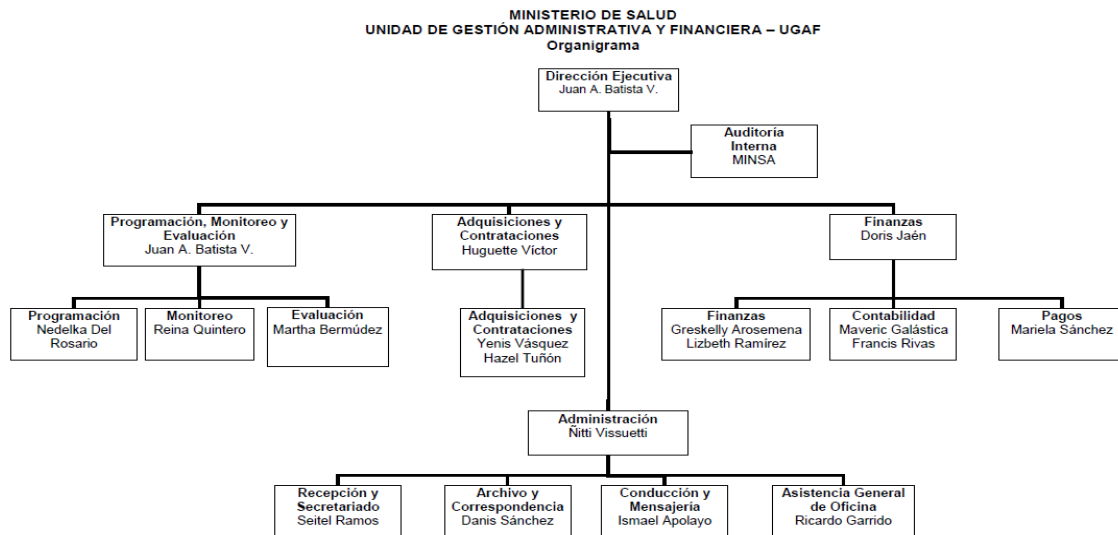 MINISTERIO DE SALUD
UNIDAD DE GESTIÓN ADMINISTRATIVA Y FINANCIERA – UGAF
Organigrama
Dirección Ejecutiva
Juan A. Batista V.
Auditoría
Interna
MINSA
Programación, Monitoreo y
Evaluación
Juan A. Batista V.
Adquisiciones y
Contrataciones
Huguette Víctor
Finanzas
Doris Jaén
Programación
Nedelka Del
Rosario
Monitoreo
Reina Quintero
Evaluación
Martha Bermúdez
Adquisiciones y
Contrataciones
Yenis Vásquez
Hazel Tuñón
Finanzas
Greskelly Arosemena
Lizbeth Ramírez
Contabilidad
Maveric Galástica
Francis Rivas
Pagos
Mariela Sánchez
Administración
Ñitti Vissuetti
Recepción y
Secretariado
Seitel Ramos
Archivo y
Correspondencia
Danis Sánchez
Conducción y
Mensajería
Ismael Apolayo
Asistencia General
de Oficina
Ricardo Garrido